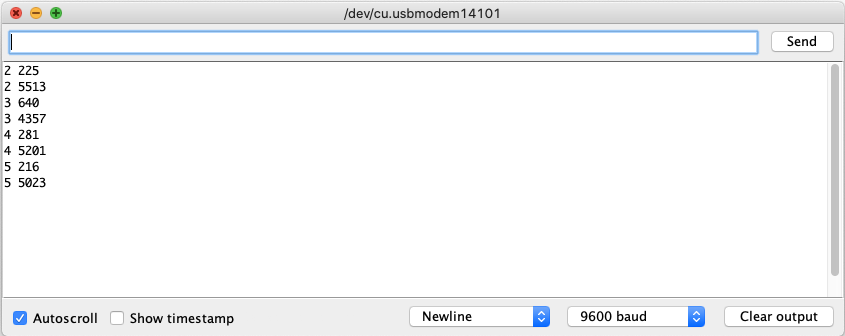 /dev/cu.usbmodem14101
Send
2 225
2 5513
3 640
3 4357
4 281
4 5201
5 216
5 5023
Autoscroll Show timestamp Newline 9600 baud Clear output